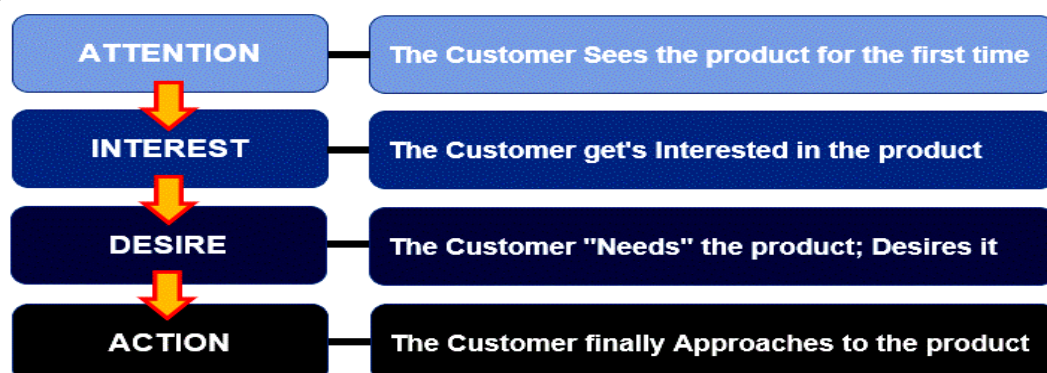 ATTENTION
The Customer Sees the product for the first time
INTEREST
The Customer get's Interested in the product
DESIRE
The Customer "Needs" the product; Desires it
ACTION
The Customer finally Approaches to the product